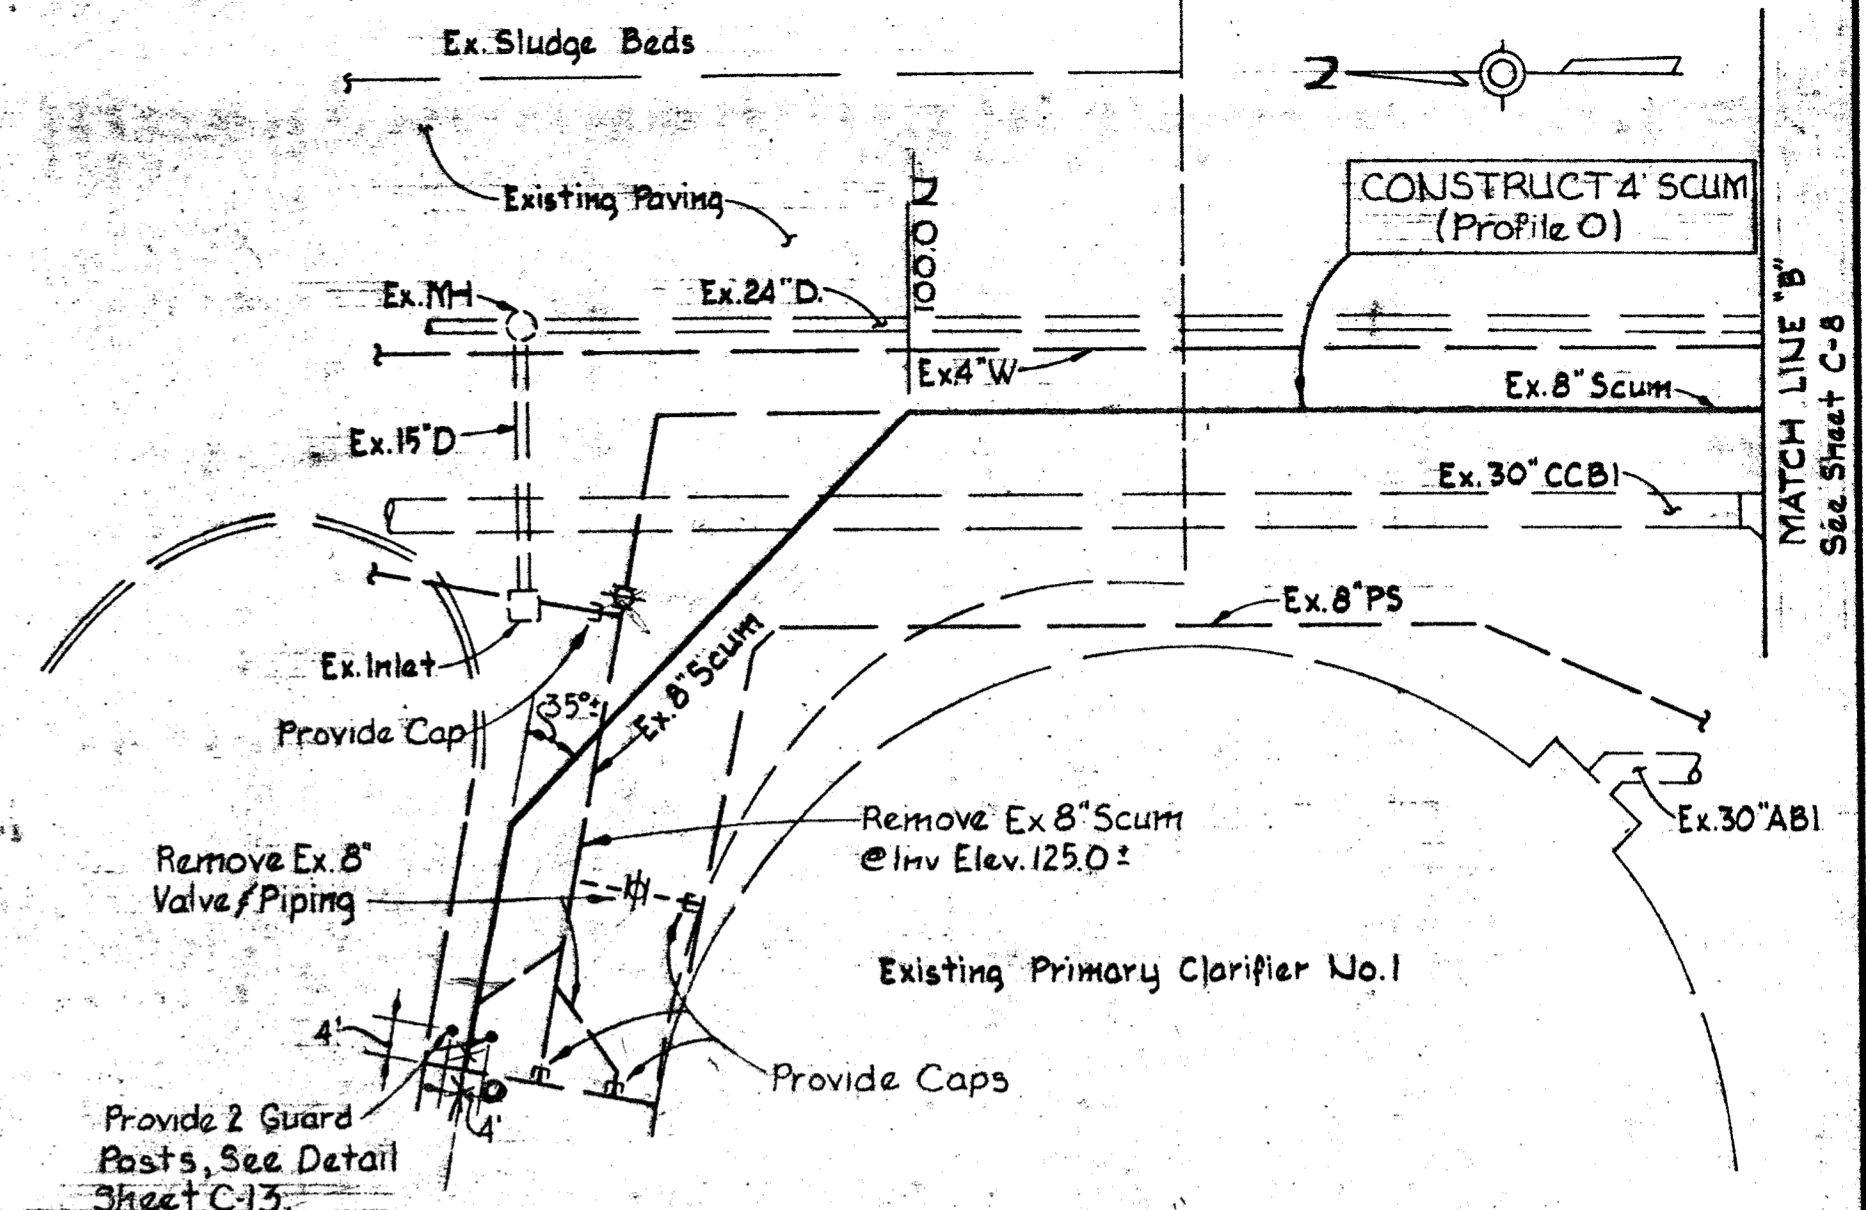 Ex. Sludge Beds
N
Existing Paving
CONSTRUCT 4" SCUM
(Profile O)
N 00.001
Ex. MH
Ex. 24" D.
Ex. 4" W
Ex. 8" Scum
MATCH LINE "B"
See Sheet C-8
Ex. 15" D
Ex. 30" CCB1
Ex. 8" PS
Ex. Inlet
Ex. 8" Scum
35°±
Provide Cap
Remove Ex 8" Scum
@ Inv Elev. 125.0 ±
Ex. 30" AB1
Remove Ex. 8"
Valve & Piping
Existing Primary Clarifier No. 1
4'
Provide Caps
4'
Provide 2 Guard
Posts, See Detail
Sheet C-13.